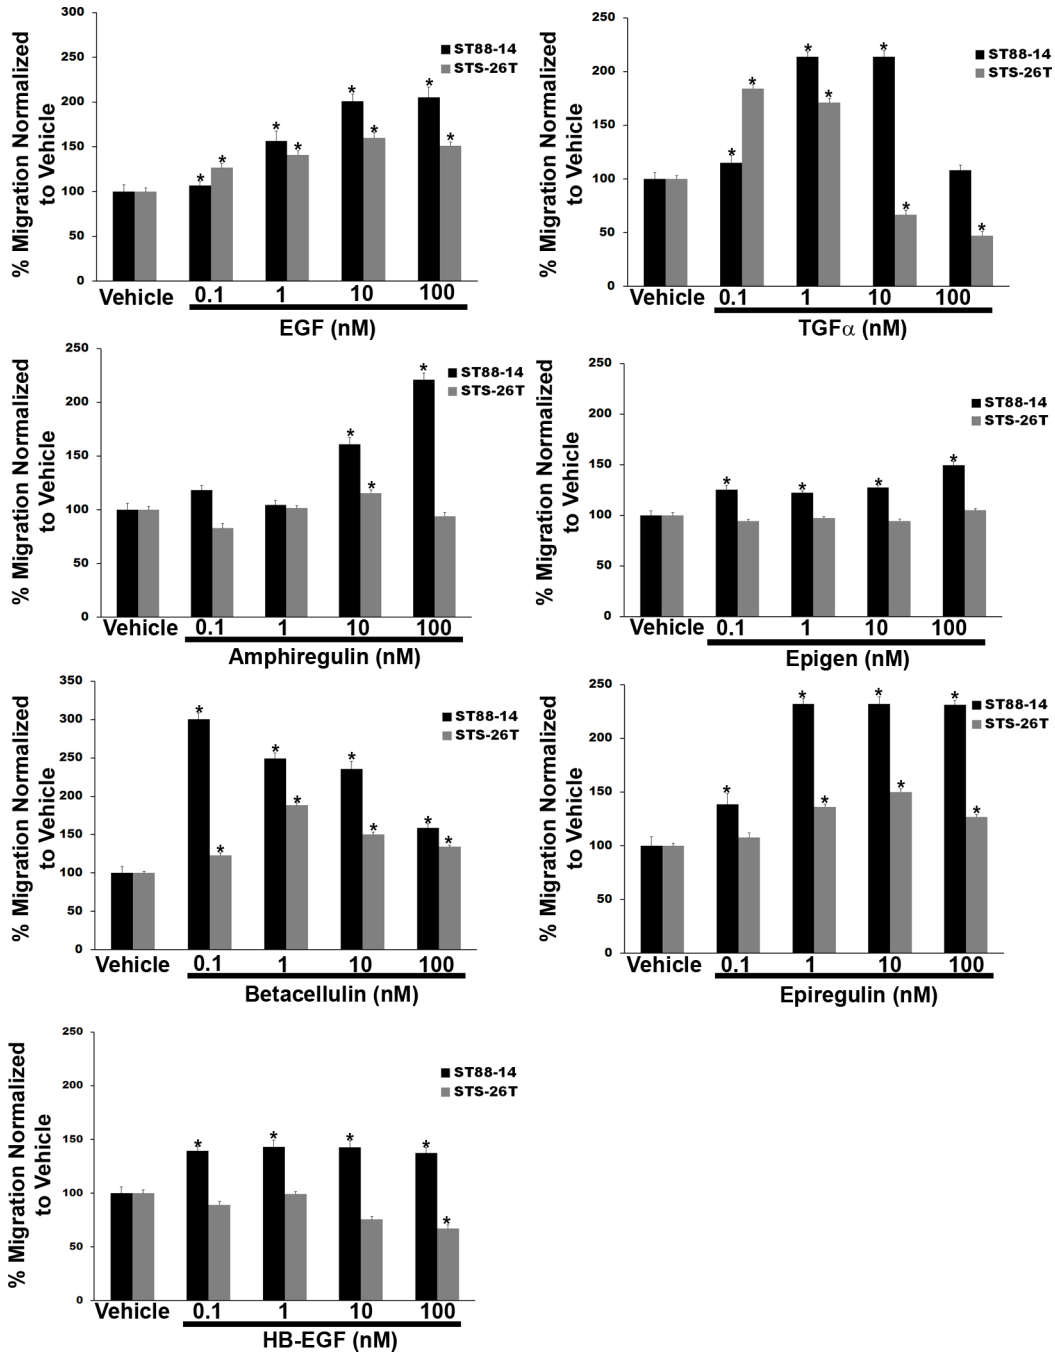 % Migration Normalized
to Vehicle
300
250
200
150
100
50
0
ST88-14
STS-26T
* * * * * * * *
Vehicle 0.1 1 10 100
EGF (nM)
% Migration Normalized
to Vehicle
250
200
150
100
50
0
ST88-14
STS-26T
* * * * * * *
Vehicle 0.1 1 10 100
TGFα (nM)
% Migration Normalized
to Vehicle
250
200
150
100
50
0
ST88-14
STS-26T
* * *
Vehicle 0.1 1 10 100
Amphiregulin (nM)
% Migration Normalized
to Vehicle
250
200
150
100
50
0
ST88-14
STS-26T
* * * *
Vehicle 0.1 1 10 100
Epigen (nM)
% Migration Normalized
to Vehicle
350
300
250
200
150
100
50
0
ST88-14
STS-26T
* * * * * * * *
Vehicle 0.1 1 10 100
Betacellulin (nM)
% Migration Normalized
to Vehicle
250
200
150
100
50
0
ST88-14
STS-26T
* * * * * * *
Vehicle 0.1 1 10 100
Epiregulin (nM)
% Migration Normalized
to Vehicle
250
200
150
100
50
0
ST88-14
STS-26T
* * * * *
Vehicle 0.1 1 10 100
HB-EGF (nM)